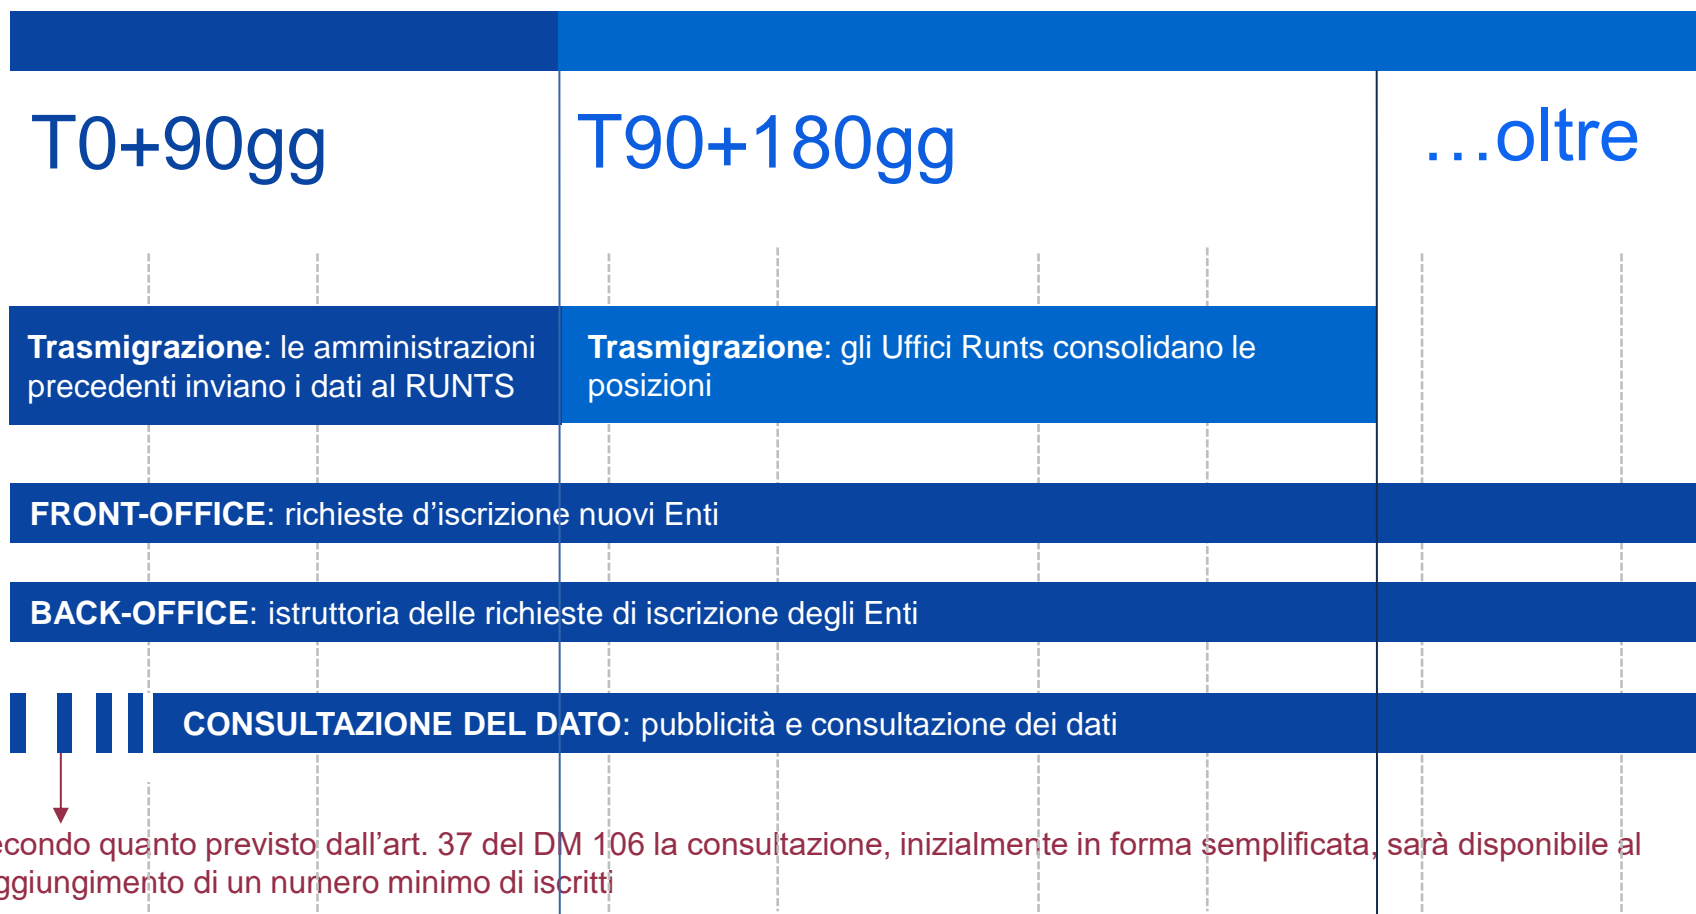 T0+90gg
T90+180gg
...oltre
Trasmigrazione: le amministrazioni
precedenti inviano i dati al RUNTS
Trasmigrazione: gli Uffici Runts consolidano le
posizioni
FRONT-OFFICE: richieste d’iscrizione nuovi Enti
BACK-OFFICE: istruttoria delle richieste di iscrizione degli Enti
CONSULTAZIONE DEL DATO: pubblicità e consultazione dei dati
econdo quanto previsto dall’art. 37 del DM 106 la consultazione, inizialmente in forma semplificata, sarà disponibile al
aggiungimento di un numero minimo di iscritti